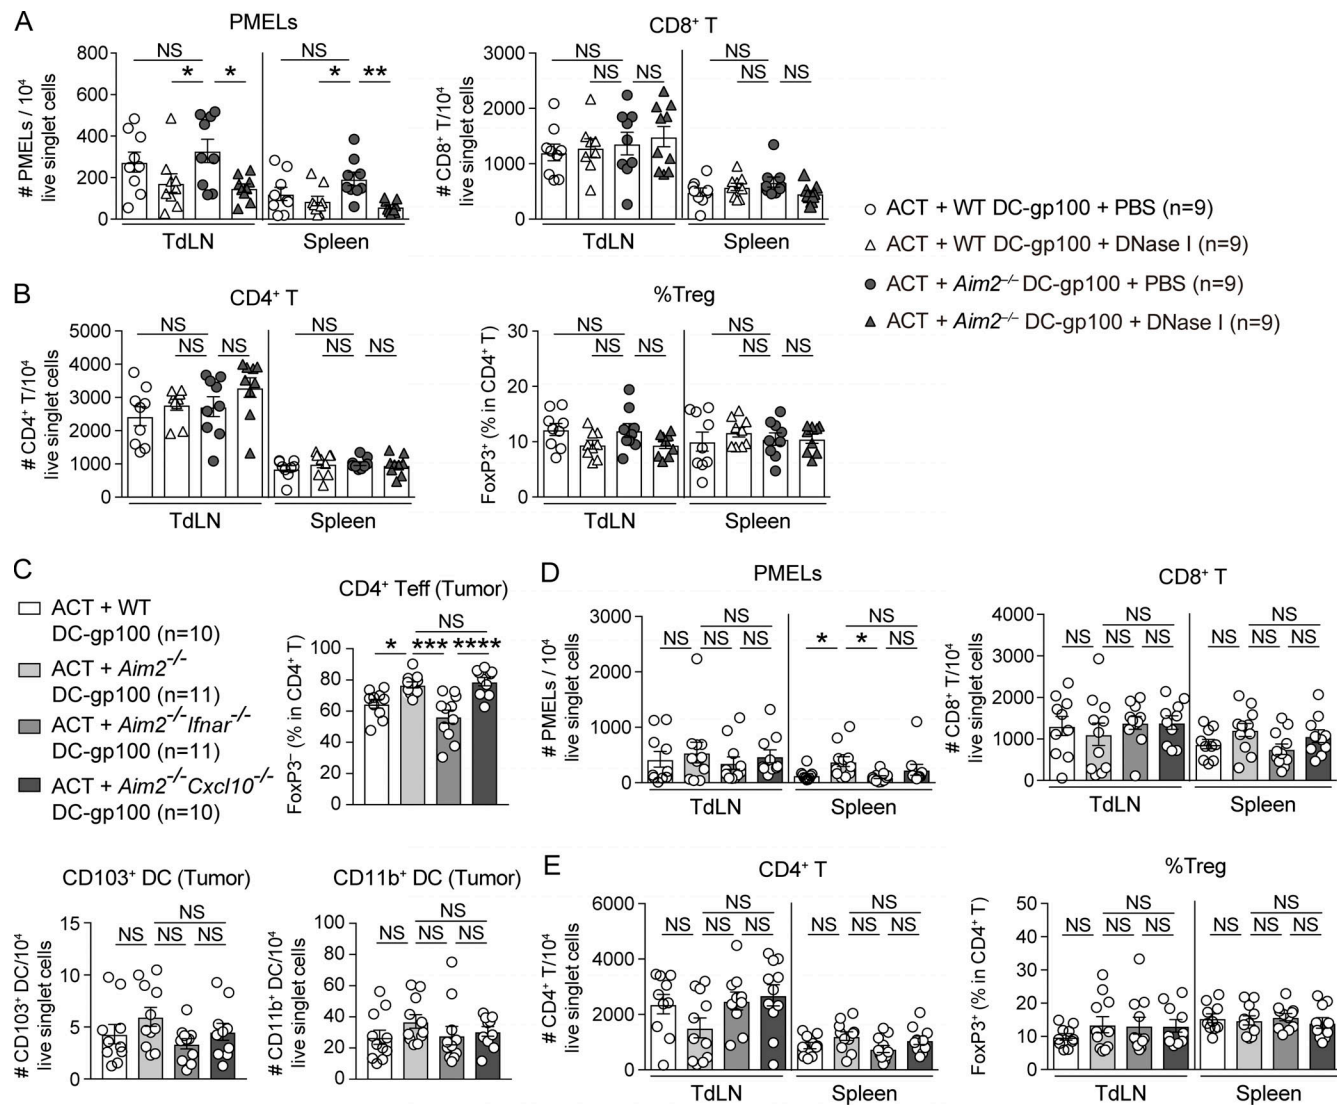 A
PMELs
# PMELs / 10⁴
live singlet cells
800
600
400
200
0
NS
*
*
NS
*
**
TdLN
Spleen
CD8⁺ T
# CD8⁺ T/10⁴
live singlet cells
3000
2000
1000
0
NS
NS
NS
NS
NS
NS
TdLN
Spleen
ACT + WT DC-gp100 + PBS (n=9)
ACT + WT DC-gp100 + DNase I (n=9)
ACT + Aim2⁻/⁻ DC-gp100 + PBS (n=9)
ACT + Aim2⁻/⁻ DC-gp100 + DNase I (n=9)
B
CD4⁺ T
# CD4⁺ T/10⁴
live singlet cells
5000
4000
3000
2000
1000
0
NS
NS
NS
NS
NS
NS
TdLN
Spleen
%Treg
FoxP3⁺ (% in CD4⁺ T)
30
20
10
0
NS
NS
NS
NS
NS
NS
TdLN
Spleen
C
ACT + WT
DC-gp100 (n=10)
ACT + Aim2⁻/⁻
DC-gp100 (n=11)
ACT + Aim2⁻/⁻Ifnar⁻/⁻
DC-gp100 (n=11)
ACT + Aim2⁻/⁻Cxcl10⁻/⁻
DC-gp100 (n=10)
CD4⁺ Teff (Tumor)
FoxP3⁻ (% in CD4⁺ T)
100
80
60
40
20
0
NS
*
***
****
CD103⁺ DC (Tumor)
# CD103⁺ DC/10⁴
live singlet cells
15
10
5
0
NS
NS
NS
NS
CD11b⁺ DC (Tumor)
# CD11b⁺ DC/10⁴
live singlet cells
100
80
60
40
20
0
NS
NS
NS
NS
D
PMELs
# PMELs / 10⁴
live singlet cells
3000
2000
1000
0
NS
NS
NS
NS
NS
*
*
NS
TdLN
Spleen
CD8⁺ T
# CD8⁺ T/10⁴
live singlet cells
4000
3000
2000
1000
0
NS
NS
NS
NS
NS
NS
NS
NS
TdLN
Spleen
E
CD4⁺ T
# CD4⁺ T/10⁴
live singlet cells
6000
4000
2000
0
NS
NS
NS
NS
NS
NS
NS
NS
TdLN
Spleen
%Treg
FoxP3⁺ (% in CD4⁺ T)
50
40
30
20
10
0
NS
NS
NS
NS
NS
NS
NS
NS
TdLN
Spleen